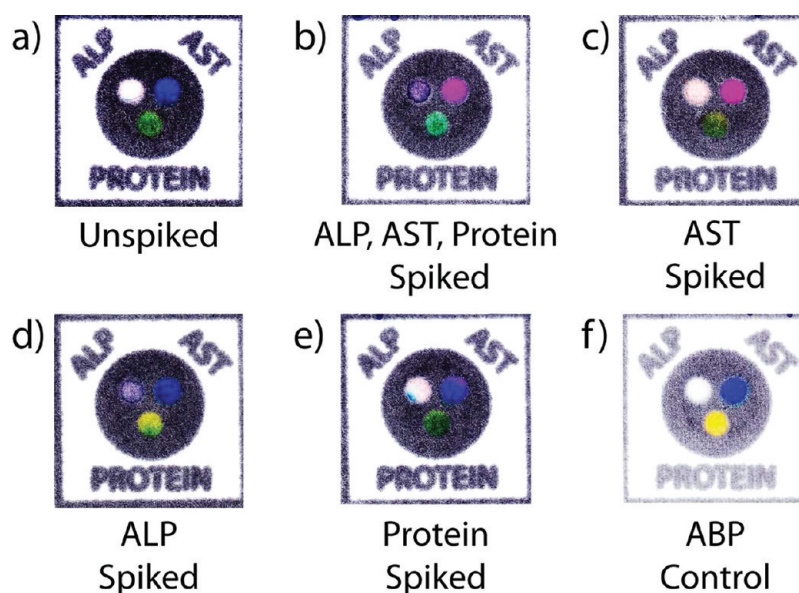 a)
ALP
AST
PROTEIN
Unspiked
b)
ALP
AST
PROTEIN
ALP, AST, Protein
Spiked
c)
ALP
AST
PROTEIN
AST
Spiked
d)
ALP
AST
PROTEIN
ALP
Spiked
e)
ALP
AST
PROTEIN
Protein
Spiked
f)
ALP
AST
PROTEIN
ABP
Control